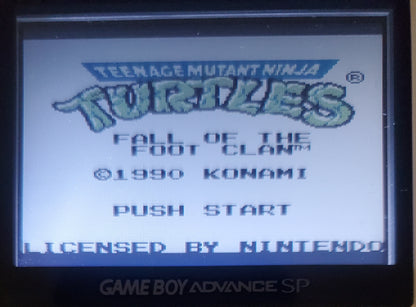 TEENAGE MUTANT NINJA
TURTLES®
FALL OF THE
FOOT CLAN™
©1990 KONAMI
PUSH START
LICENSED BY NINTENDO
GAME BOY ADVANCE SP